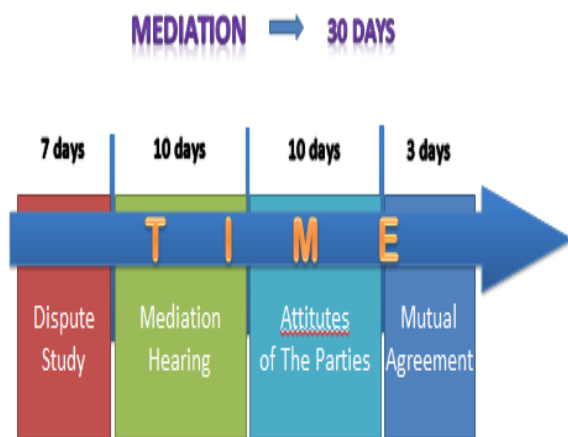 MEDIATION 30 DAYS
7 days 10 days 10 days 3 days
T I M E
Dispute
Study
Mediation
Hearing
Attitutes
of The Parties
Mutual
Agreement